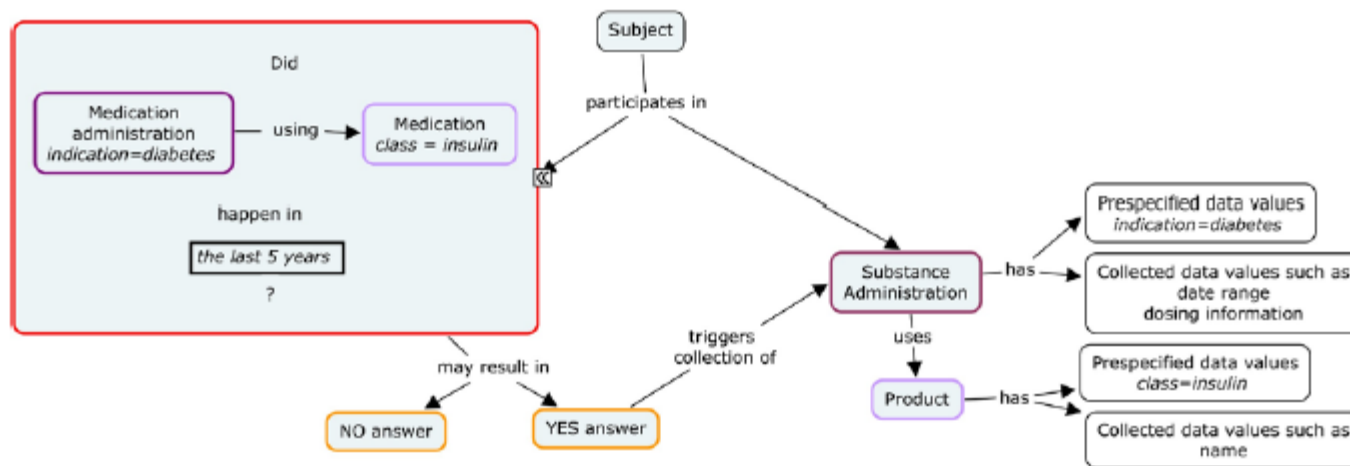 Did
Medication
administration
indication=diabetes
using
Medication
class = insulin
happen in
the last 5 years
?
Subject
participates in
may result in
NO answer
YES answer
triggers
collection of
Substance
Administration
has
Prespecified data values
indication=diabetes
Collected data values such as
date range
dosing information
uses
Product
has
Prespecified data values
class=insulin
Collected data values such as
name